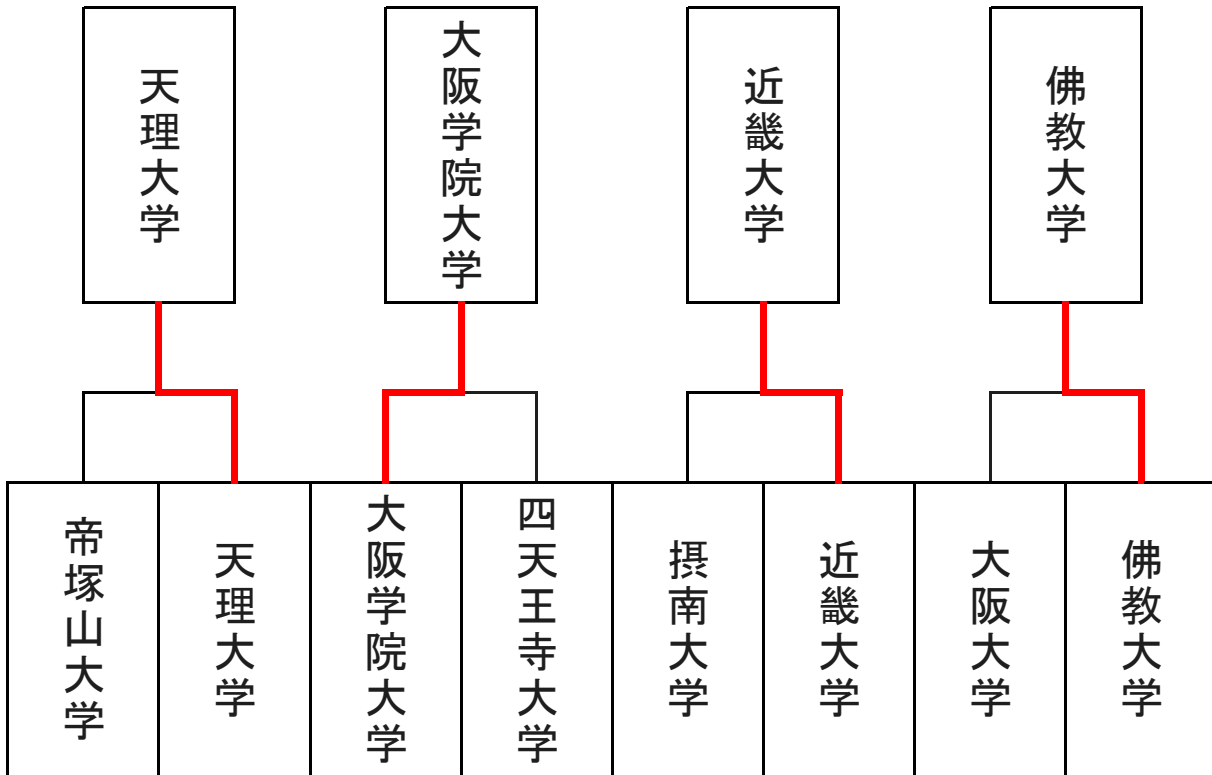 天理大学
大阪学院大学
近畿大学
佛教大学
帝塚山大学
天理大学
大阪学院大学
四天王寺大学
摂南大学
近畿大学
大阪大学
佛教大学